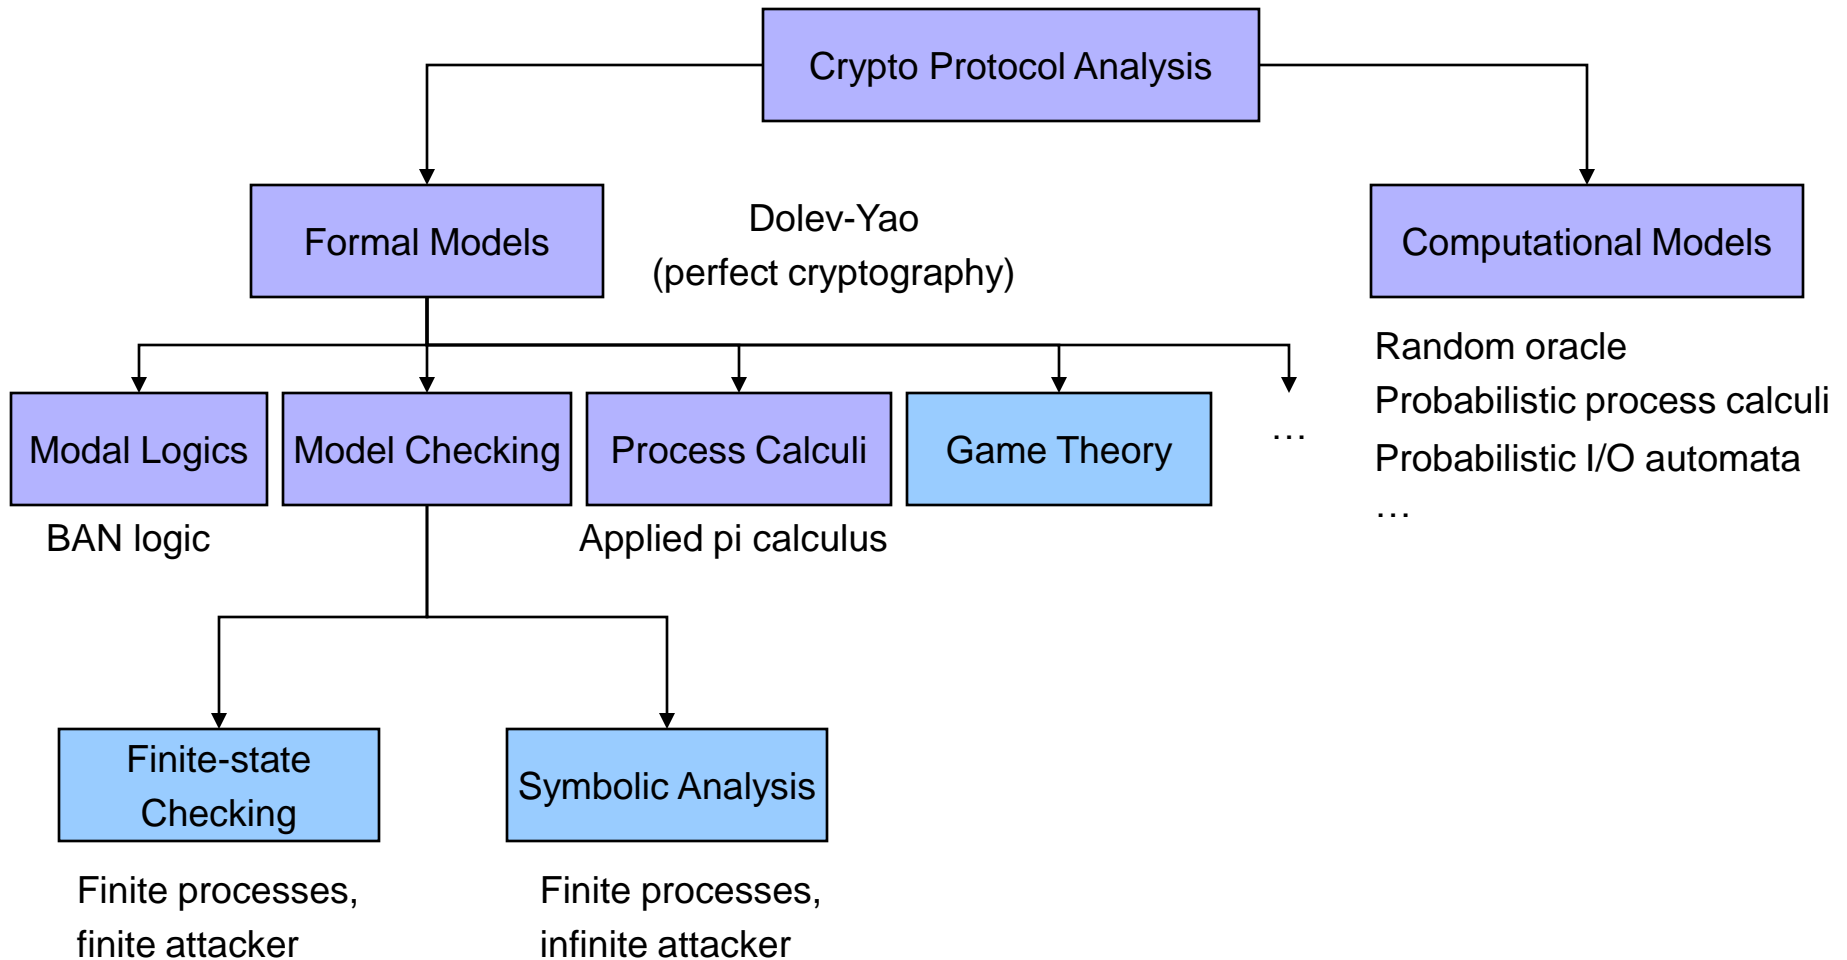 Crypto Protocol Analysis
Formal Models
Dolev-Yao
(perfect cryptography)
Computational Models
Random oracle
Probabilistic process calculi
Probabilistic I/O automata
…
Modal Logics
Model Checking
Process Calculi
Game Theory
…
BAN logic
Applied pi calculus
Finite-state
Checking
Symbolic Analysis
Finite processes,
finite attacker
Finite processes,
infinite attacker